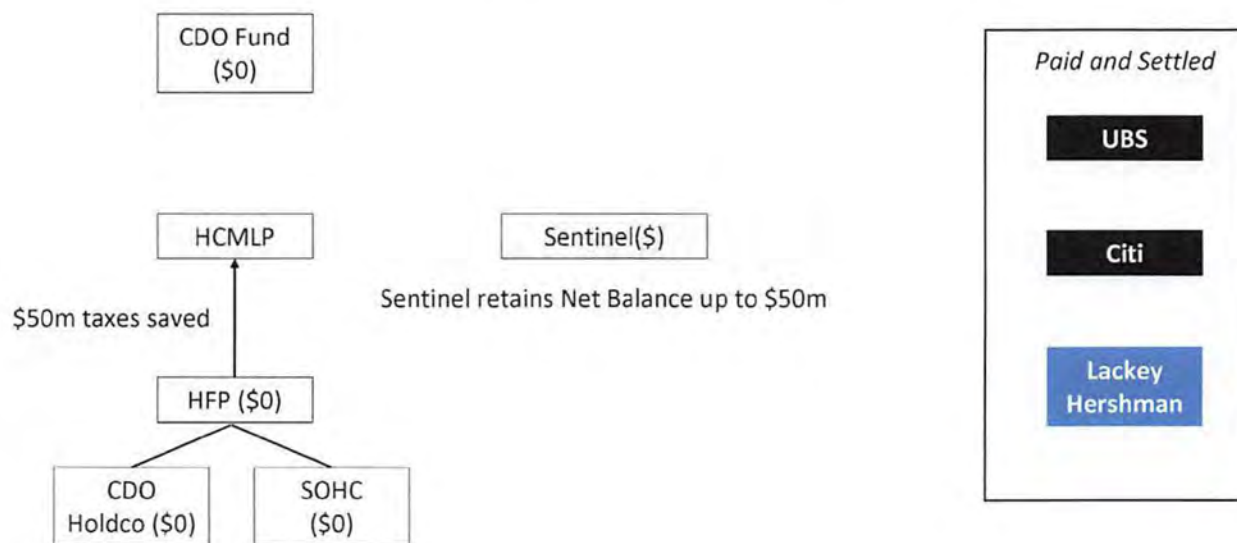 CDO Fund
($0)
Paid and Settled
UBS
HCMLP
Sentinel($)
Citi
Sentinel retains Net Balance up to $50m
$50m taxes saved
HFP ($0)
Lackey
Hershman
CDO
Holdco ($0)
SOHC
($0)